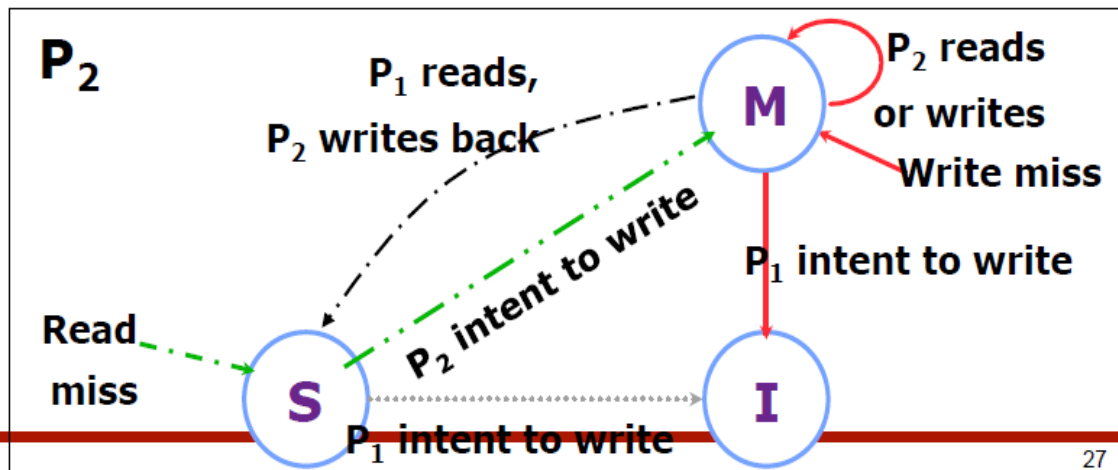 P₂
P₁ reads,
P₂ writes back
M
P₂ reads
or writes
Write miss
P₂ intent to write
P₁ intent to write
Read
miss
S
I
P₁ intent to write
27